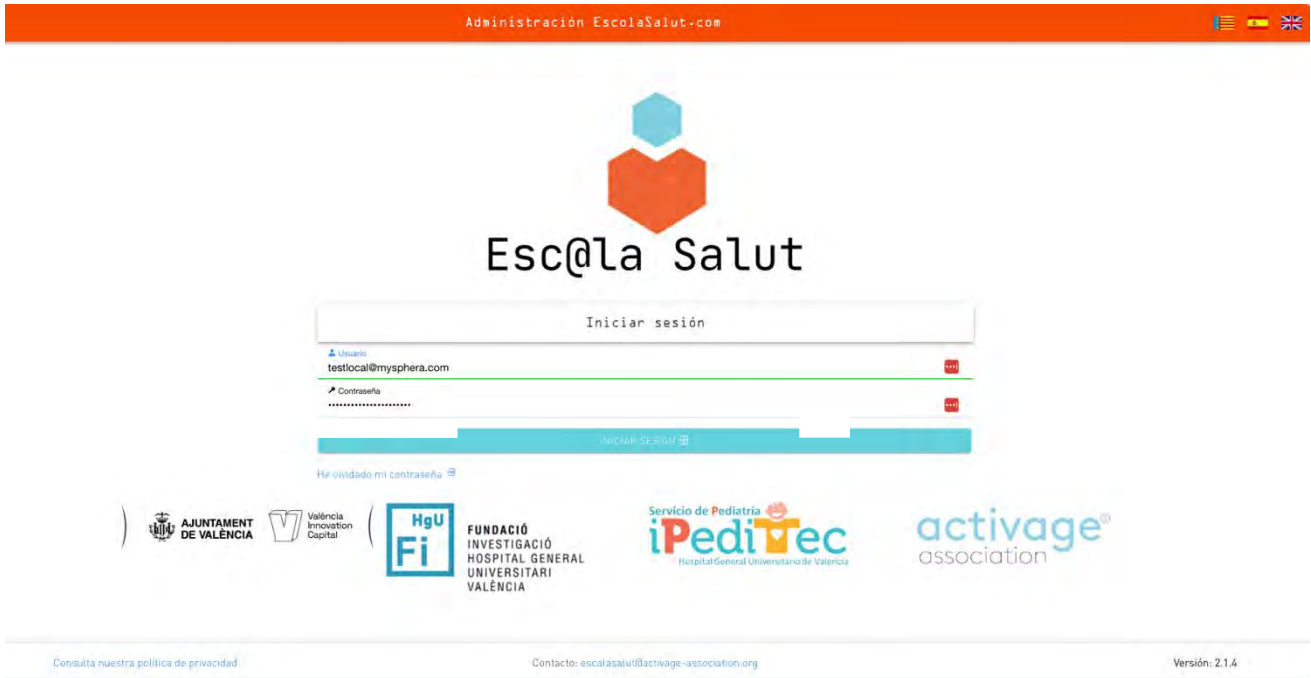 Administración EscolaSalut.com
Esc@la Salut
Iniciar sesión
Usuario
testlocal@mysphera.com
Contraseña
INICIAR SESIÓN
He olvidado mi contraseña
AJUNTAMENT
DE VALÈNCIA
València
Innovation
Capital
HgU
Fi
FUNDACIÓ
INVESTIGACIÓ
HOSPITAL GENERAL
UNIVERSITARI
VALÈNCIA
Servicio de Pediatría
iPediTec
Hospital General Universitario de Valencia
activage®
association
Consulta nuestra política de privacidad
Contacto: escalasalut@activage-association.org
Versión: 2.1.4